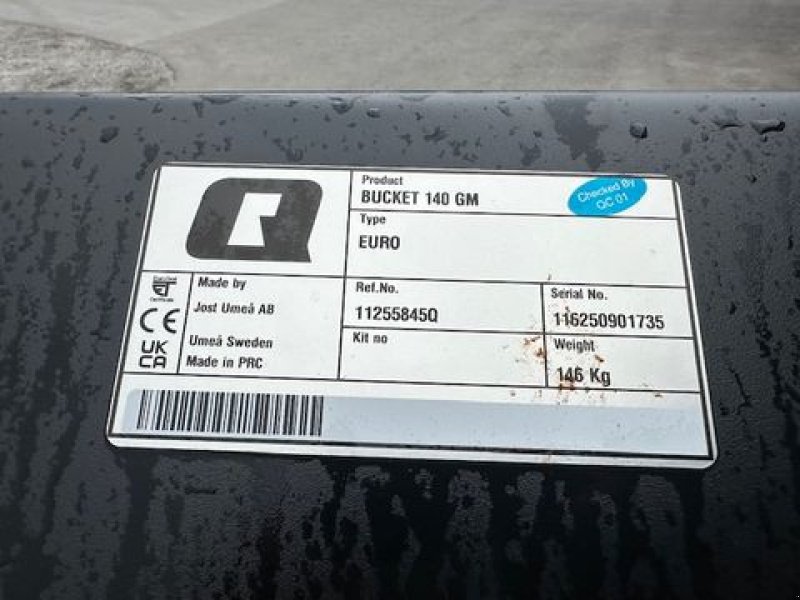 Product
BUCKET 140 GM
Checked By
QC 01
Type
EURO
Made by
Jost Umeå AB
Umeå Sweden
Made in PRC
CE
UK
CA
Ref.No.
11255845Q
Serial No.
116250901735
Kit no
Weight
146 Kg